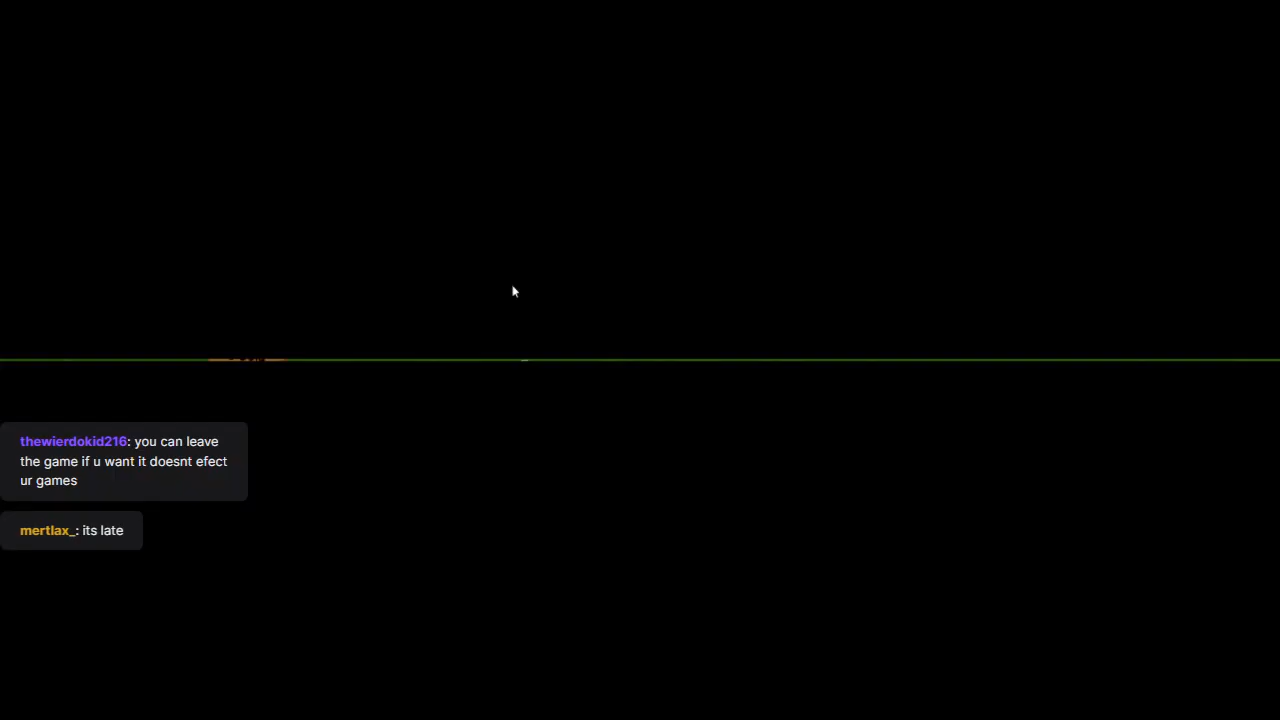 thewierdokid216: you can leave
the game if u want it doesnt efect
ur games
mertlax_: its late